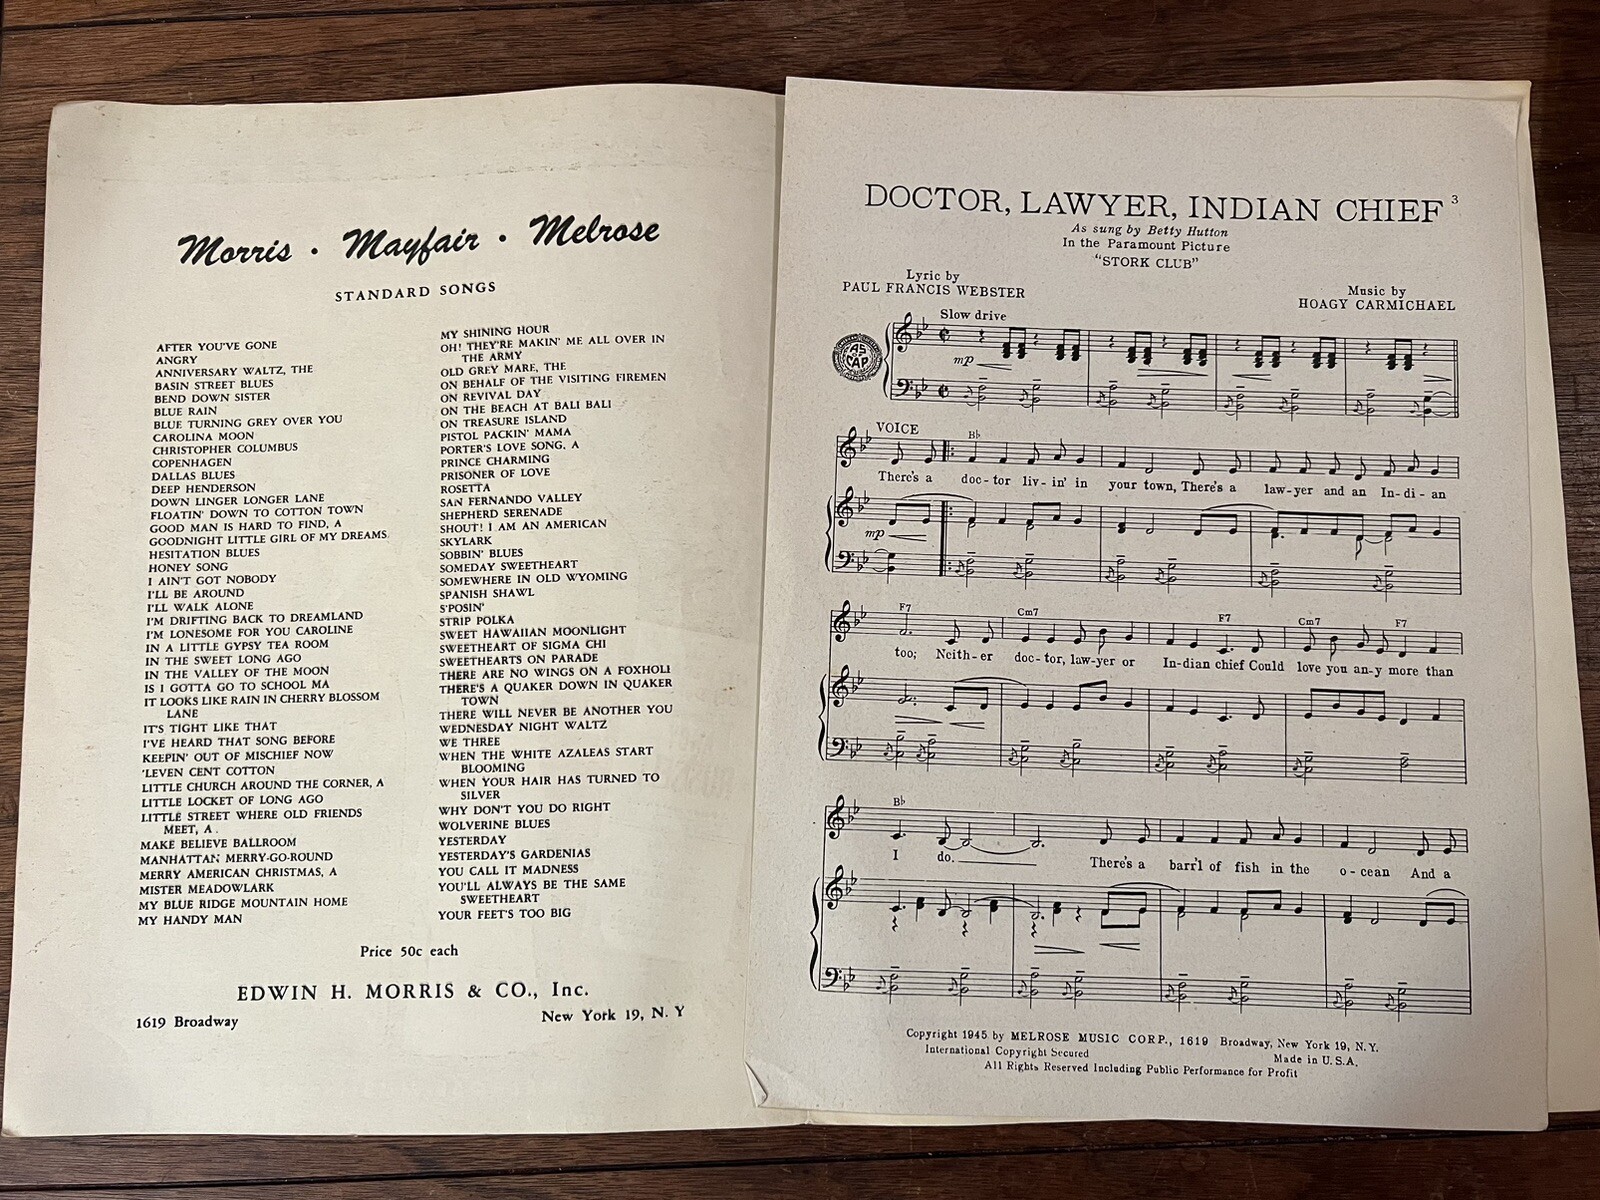 Morris · Mayfair · Melrose
STANDARD SONGS
AFTER YOU'VE GONE
ANGRY
ANNIVERSARY WALTZ, THE
BASIN STREET BLUES
BEND DOWN SISTER
BLUE RAIN
BLUE TURNING GREY OVER YOU
CAROLINA MOON
CHRISTOPHER COLUMBUS
COPENHAGEN
DALLAS BLUES
DEEP HENDERSON
DOWN LINGER LONGER LANE
FLOATIN' DOWN TO COTTON TOWN
GOOD MAN IS HARD TO FIND, A
GOODNIGHT LITTLE GIRL OF MY DREAMS
HESITATION BLUES
HONEY SONG
I AIN'T GOT NOBODY
I'LL BE AROUND
I'LL WALK ALONE
I'M DRIFTING BACK TO DREAMLAND
I'M LONESOME FOR YOU CAROLINE
IN A LITTLE GYPSY TEA ROOM
IN THE SWEET LONG AGO
IN THE VALLEY OF THE MOON
IS I GOTTA GO TO SCHOOL MA
IT LOOKS LIKE RAIN IN CHERRY BLOSSOM
LANE
IT'S TIGHT LIKE THAT
I'VE HEARD THAT SONG BEFORE
KEEPIN' OUT OF MISCHIEF NOW
'LEVEN CENT COTTON
LITTLE CHURCH AROUND THE CORNER, A
LITTLE LOCKET OF LONG AGO
LITTLE STREET WHERE OLD FRIENDS
MEET, A.
MAKE BELIEVE BALLROOM
MANHATTAN MERRY-GO-ROUND
MERRY AMERICAN CHRISTMAS, A
MISTER MEADOWLARK
MY BLUE RIDGE MOUNTAIN HOME
MY HANDY MAN
MY SHINING HOUR
OH! THEY'RE MAKIN' ME ALL OVER IN
THE ARMY
OLD GREY MARE, THE
ON BEHALF OF THE VISITING FIREMEN
ON REVIVAL DAY
ON THE BEACH AT BALI BALI
ON TREASURE ISLAND
PISTOL PACKIN' MAMA
PORTER'S LOVE SONG, A
PRINCE CHARMING
PRISONER OF LOVE
ROSETTA
SAN FERNANDO VALLEY
SHEPHERD SERENADE
SHOUT! I AM AN AMERICAN
SKYLARK
SOBBIN' BLUES
SOMEDAY SWEETHEART
SOMEWHERE IN OLD WYOMING
SPANISH SHAWL
S'POSIN'
STRIP POLKA
SWEET HAWAIIAN MOONLIGHT
SWEETHEART OF SIGMA CHI
SWEETHEARTS ON PARADE
THERE ARE NO WINGS ON A FOXHOLE
THERE'S A QUAKER DOWN IN QUAKER
TOWN
THERE WILL NEVER BE ANOTHER YOU
WEDNESDAY NIGHT WALTZ
WE THREE
WHEN THE WHITE AZALEAS START
BLOOMING
WHEN YOUR HAIR HAS TURNED TO
SILVER
WHY DON'T YOU DO RIGHT
WOLVERINE BLUES
YESTERDAY
YESTERDAY'S GARDENIAS
YOU CALL IT MADNESS
YOU'LL ALWAYS BE THE SAME
SWEETHEART
YOUR FEET'S TOO BIG
Price 50c each
EDWIN H. MORRIS & CO., Inc.
1619 Broadway New York 19, N. Y
3
DOCTOR, LAWYER, INDIAN CHIEF
As sung by Betty Hutton
In the Paramount Picture
"STORK CLUB"
Lyric by
PAUL FRANCIS WEBSTER
Music by
HOAGY CARMICHAEL
Slow drive
AS CAP
mp
VOICE
B♭
There's a doc-tor liv-in' in your town, There's a law-yer and an In-di-an
mp
F7 Cm7 F7 Cm7 F7
too; Neith-er doc-tor, law-yer or In-dian chief Could love you an-y more than
B♭
I do. There's a barr'l of fish in the o-cean And a
Copyright 1945 by MELROSE MUSIC CORP., 1619 Broadway, New York 19, N. Y.
International Copyright Secured Made in U. S. A.
All Rights Reserved Including Public Performance for Profit